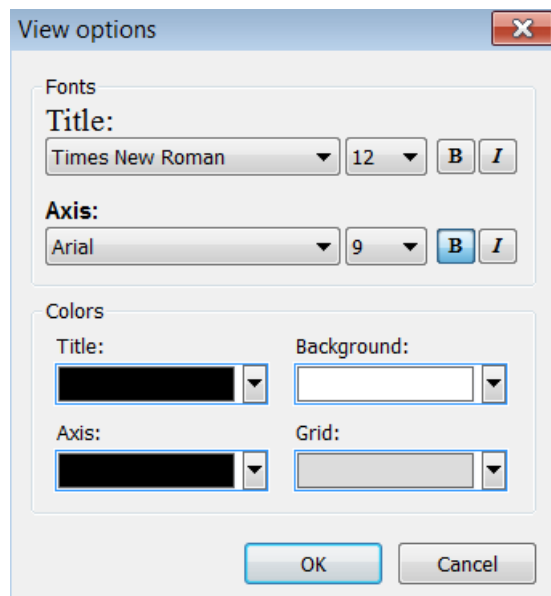 View options
Fonts
Title:
Times New Roman 12 B I
Axis:
Arial 9 B I
Colors
Title: Background:
Axis: Grid:
OK Cancel